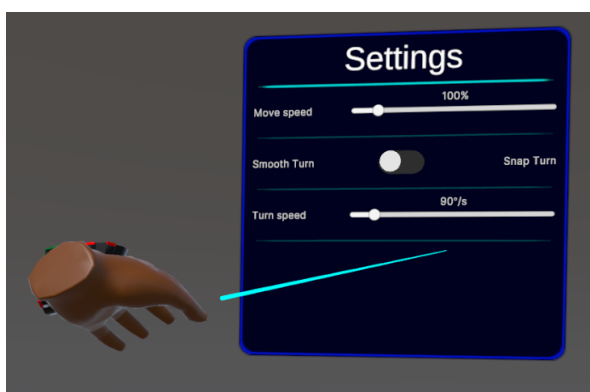 Settings
100%
Move speed
Smooth Turn Snap Turn
90°/s
Turn speed